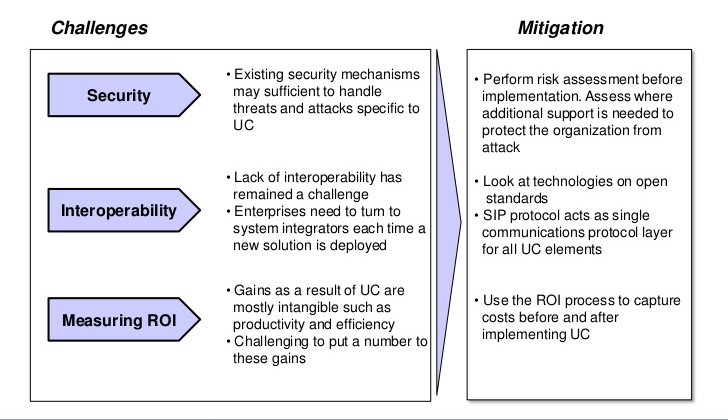 Challenges
Mitigation
Security
• Existing security mechanisms
may sufficient to handle
threats and attacks specific to
UC
• Perform risk assessment before
implementation. Assess where
additional support is needed to
protect the organization from
attack
Interoperability
• Lack of interoperability has
remained a challenge
• Enterprises need to turn to
system integrators each time a
new solution is deployed
• Look at technologies on open
standards
• SIP protocol acts as single
communications protocol layer
for all UC elements
Measuring ROI
• Gains as a result of UC are
mostly intangible such as
productivity and efficiency
• Challenging to put a number to
these gains
• Use the ROI process to capture
costs before and after
implementing UC